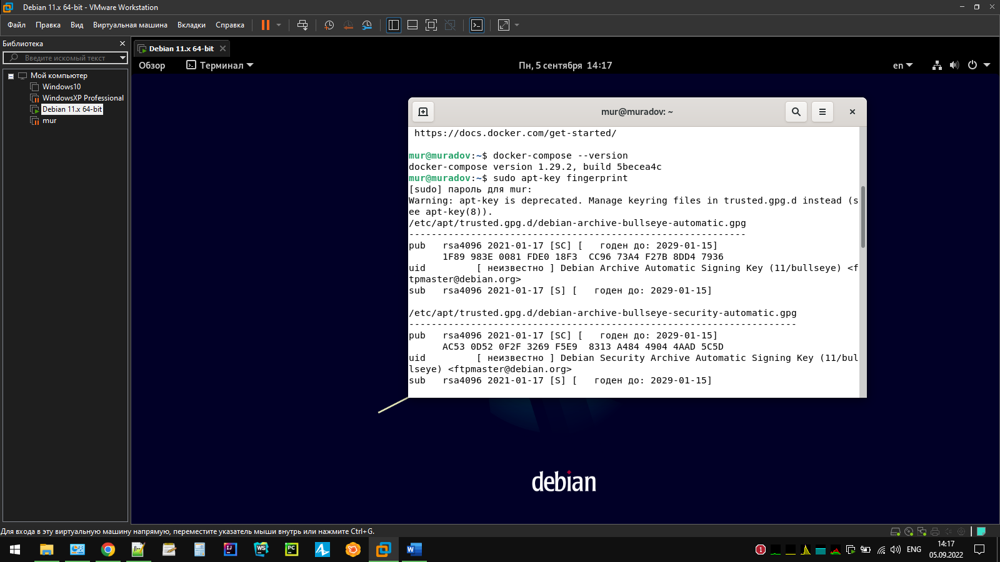 Debian 11.x 64-bit - VMware Workstation
Файл Правка Вид Виртуальная машина Вкладки Справка
Библиотека
Введите искомый текст
Мой компьютер
Windows10
WindowsXP Professional
Debian 11.x 64-bit
mur
Debian 11.x 64-bit
Обзор Терминал Пн, 5 сентября 14:17 en
mur@muradov: ~
https://docs.docker.com/get-started/
mur@muradov:~$ docker-compose --version
docker-compose version 1.29.2, build 5becea4c
mur@muradov:~$ sudo apt-key fingerprint
[sudo] пароль для mur:
Warning: apt-key is deprecated. Manage keyring files in trusted.gpg.d instead (s
ee apt-key(8)).
/etc/apt/trusted.gpg.d/debian-archive-bullseye-automatic.gpg
------------------------------------------------------------
pub   rsa4096 2021-01-17 [SC] [   годен до: 2029-01-15]
      1F89 983E 0081 FDE0 18F3  CC96 73A4 F27B 8DD4 7936
uid         [ неизвестно ] Debian Archive Automatic Signing Key (11/bullseye) <f
tpmaster@debian.org>
sub   rsa4096 2021-01-17 [S] [   годен до: 2029-01-15]
/etc/apt/trusted.gpg.d/debian-archive-bullseye-security-automatic.gpg
---------------------------------------------------------------------
pub   rsa4096 2021-01-17 [SC] [   годен до: 2029-01-15]
      AC53 0D52 0F2F 3269 F5E9  8313 A484 4904 4AAD 5C5D
uid         [ неизвестно ] Debian Security Archive Automatic Signing Key (11/bul
lseye) <ftpmaster@debian.org>
sub   rsa4096 2021-01-17 [S] [   годен до: 2029-01-15]
debian
Для входа в эту виртуальную машину напрямую, переместите указатель мыши внутрь или нажмите Ctrl+G.
ENG
14:17
05.09.2022